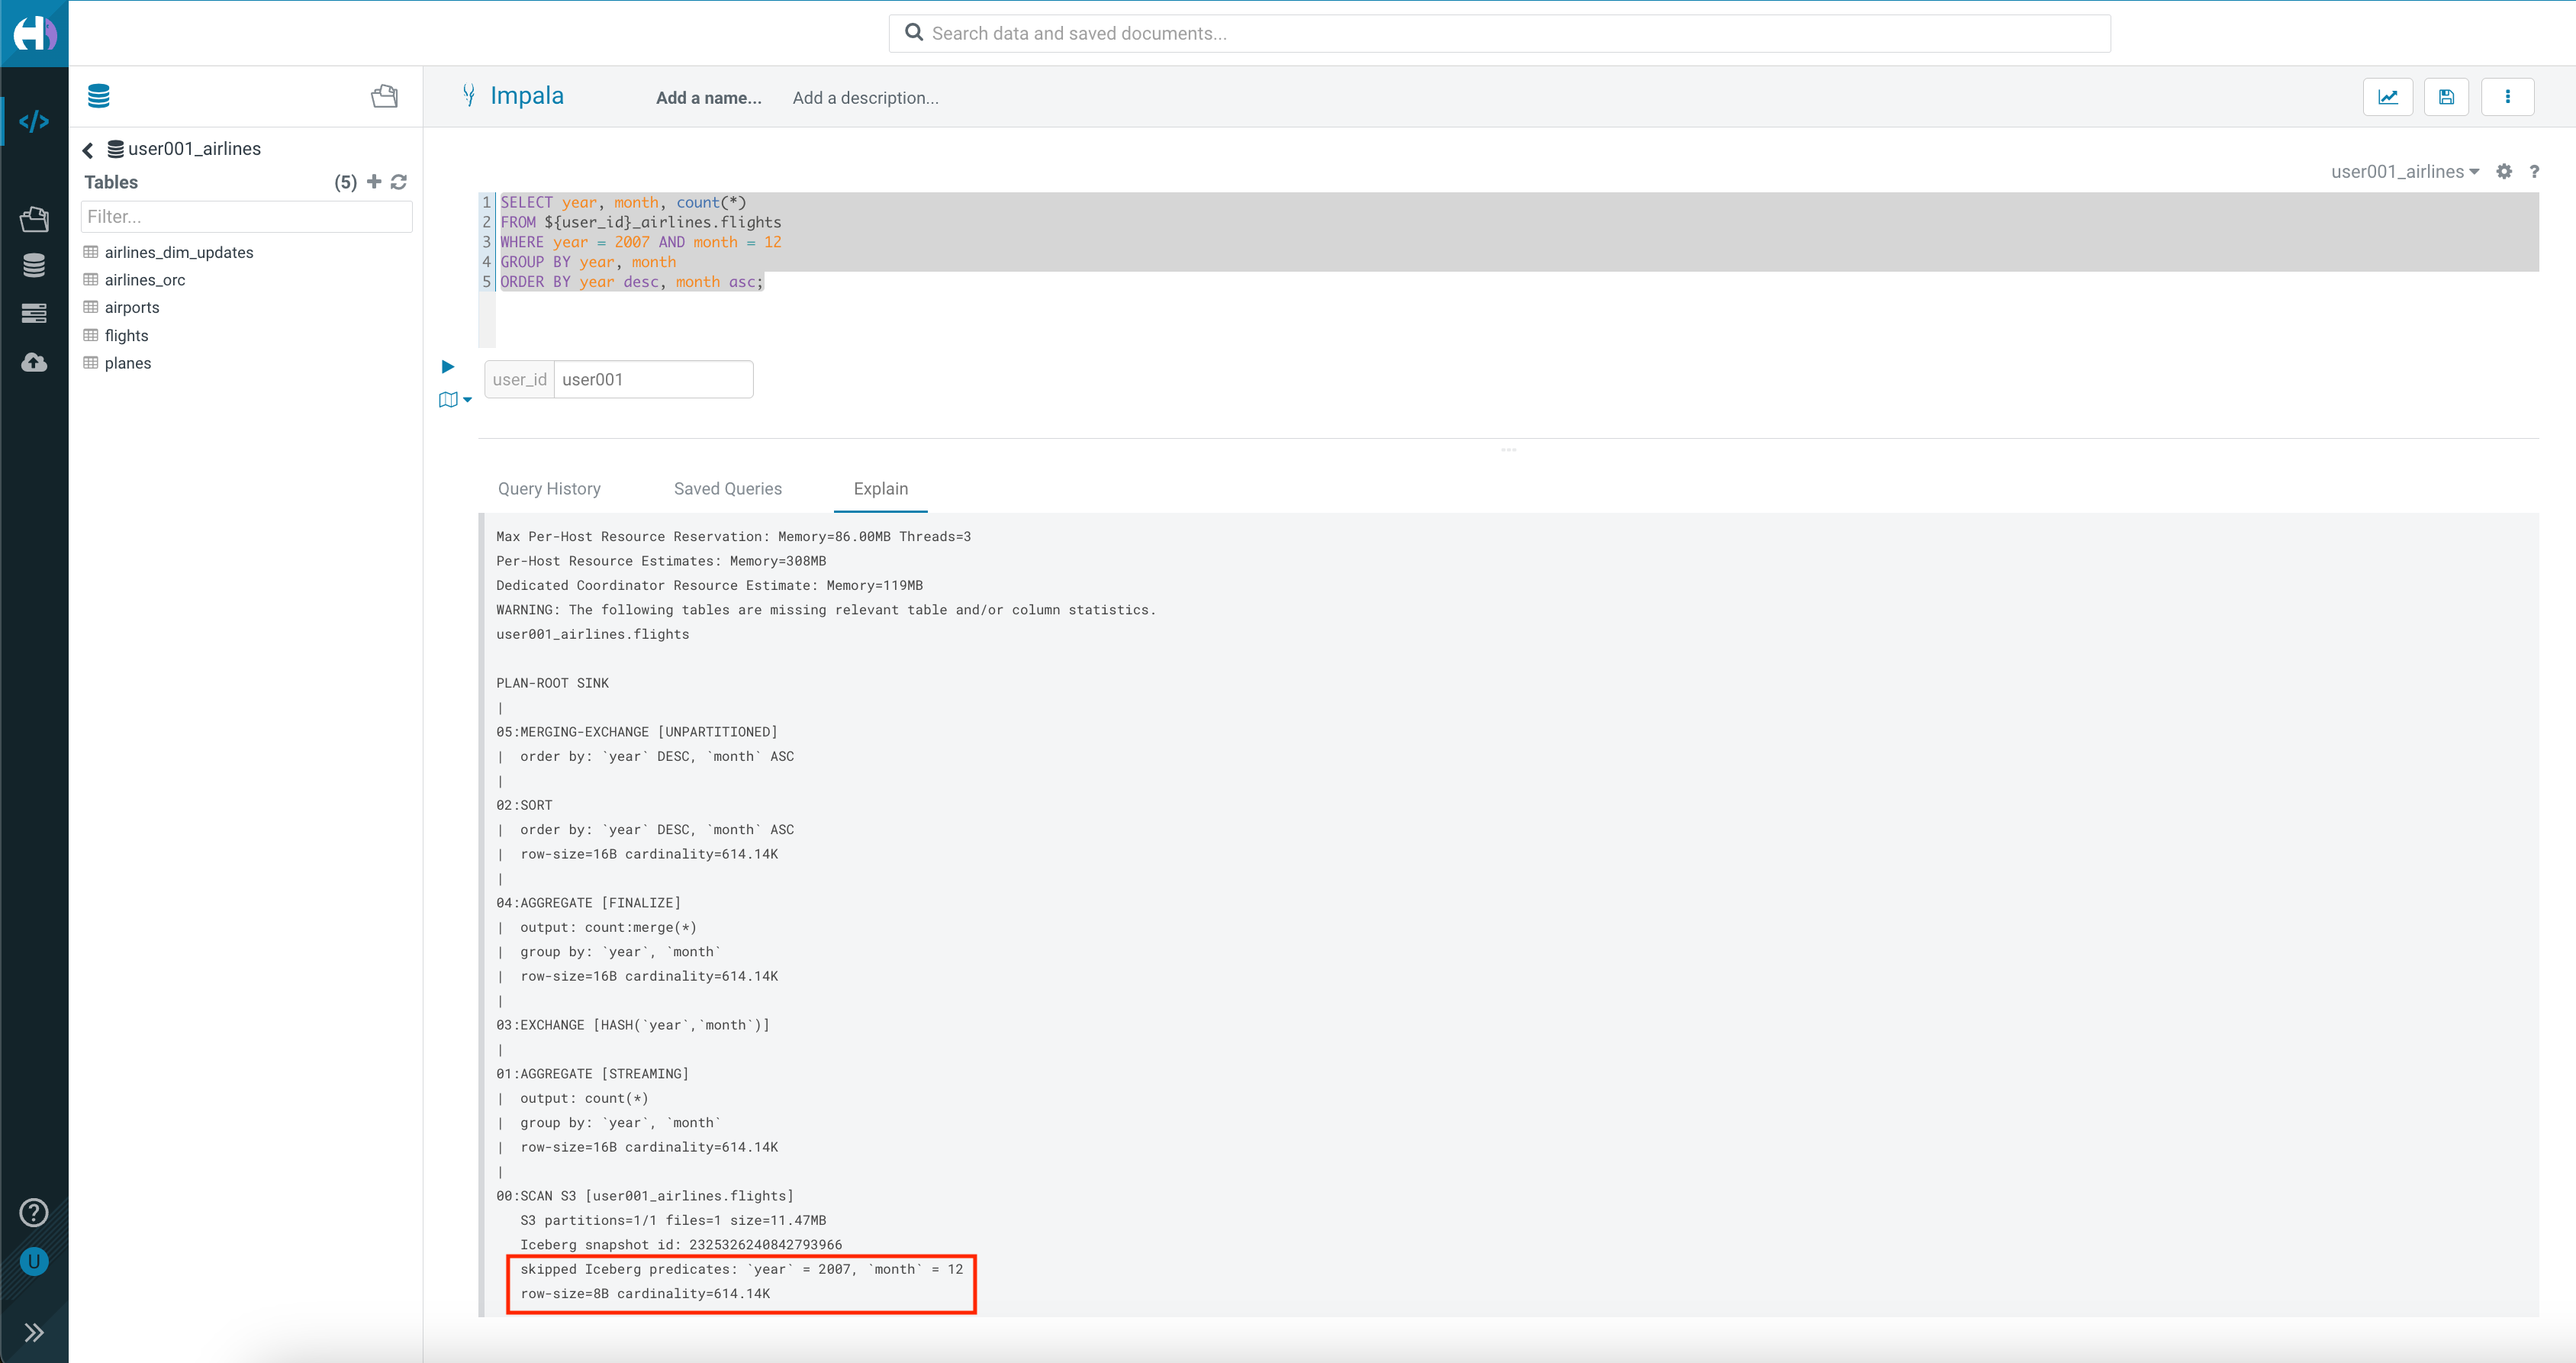 Search data and saved documents...
Impala
Add a name...
Add a description...
user001_airlines
Tables
(5)
Filter...
airlines_dim_updates
airlines_orc
airports
flights
planes
user001_airlines
?
1 SELECT year, month, count(*)
2 FROM ${user_id}_airlines.flights
3 WHERE year = 2007 AND month = 12
4 GROUP BY year, month
5 ORDER BY year desc, month asc;
user_id user001
Query History
Saved Queries
Explain
Max Per-Host Resource Reservation: Memory=86.00MB Threads=3
Per-Host Resource Estimates: Memory=308MB
Dedicated Coordinator Resource Estimate: Memory=119MB
WARNING: The following tables are missing relevant table and/or column statistics.
user001_airlines.flights
PLAN-ROOT SINK
|
05:MERGING-EXCHANGE [UNPARTITIONED]
|  order by: `year` DESC, `month` ASC
|
02:SORT
|  order by: `year` DESC, `month` ASC
|  row-size=16B cardinality=614.14K
|
04:AGGREGATE [FINALIZE]
|  output: count:merge(*)
|  group by: `year`, `month`
|  row-size=16B cardinality=614.14K
|
03:EXCHANGE [HASH(`year`,`month`)]
|
01:AGGREGATE [STREAMING]
|  output: count(*)
|  group by: `year`, `month`
|  row-size=16B cardinality=614.14K
|
00:SCAN S3 [user001_airlines.flights]
   S3 partitions=1/1 files=1 size=11.47MB
   Iceberg snapshot id: 2325326240842793966
   skipped Iceberg predicates: `year` = 2007, `month` = 12
   row-size=8B cardinality=614.14K
?
U